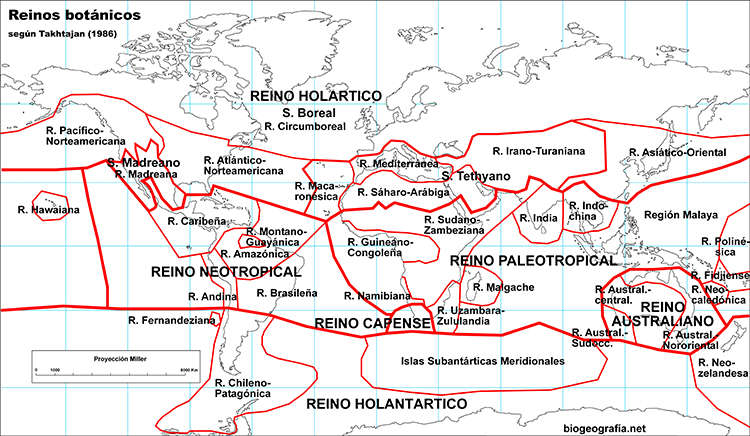 Reinos botánicos
según Takhtajan (1986)
REINO HOLÁRTICO
S. Boreal
R. Circumboreal
R. Pacífico-
Norteamericana
S. Madreano
R. Madreana
R. Atlántico-
Norteamericana
R. Maca-
ronésica
R. Mediterránea
S. Tethyano
R. Sáharo-Arábiga
R. Irano-Turaniana
R. Asiático-Oriental
R. Hawaiana
R. Caribeña
R. Montano-
Guayánica
R. Amazónica
REINO NEOTROPICAL
R. Andina
R. Brasileña
R. Sudano-
Zambeziana
R. Guineano-
Congoleña
REINO PALEOTROPICAL
R. India
R. Indo-
china
Región Malaya
R. Poliné-
sica
R. Fidjiense
R. Neo-
caledónica
R. Malgache
R. Namibiana
R. Uzambara-
Zululandia
REINO CAPENSE
R. Austral.-
central.
REINO
AUSTRALIANO
R. Austral.
Nororiental
R. Austral.-
Sudocc.
R. Neo-
zelandesa
R. Fernandeziana
Proyección Miller
0 1000 6000 Km
Islas Subantárticas Meridionales
R. Chileno-
Patagónica
REINO HOLANTÁRTICO
biogeografia.net